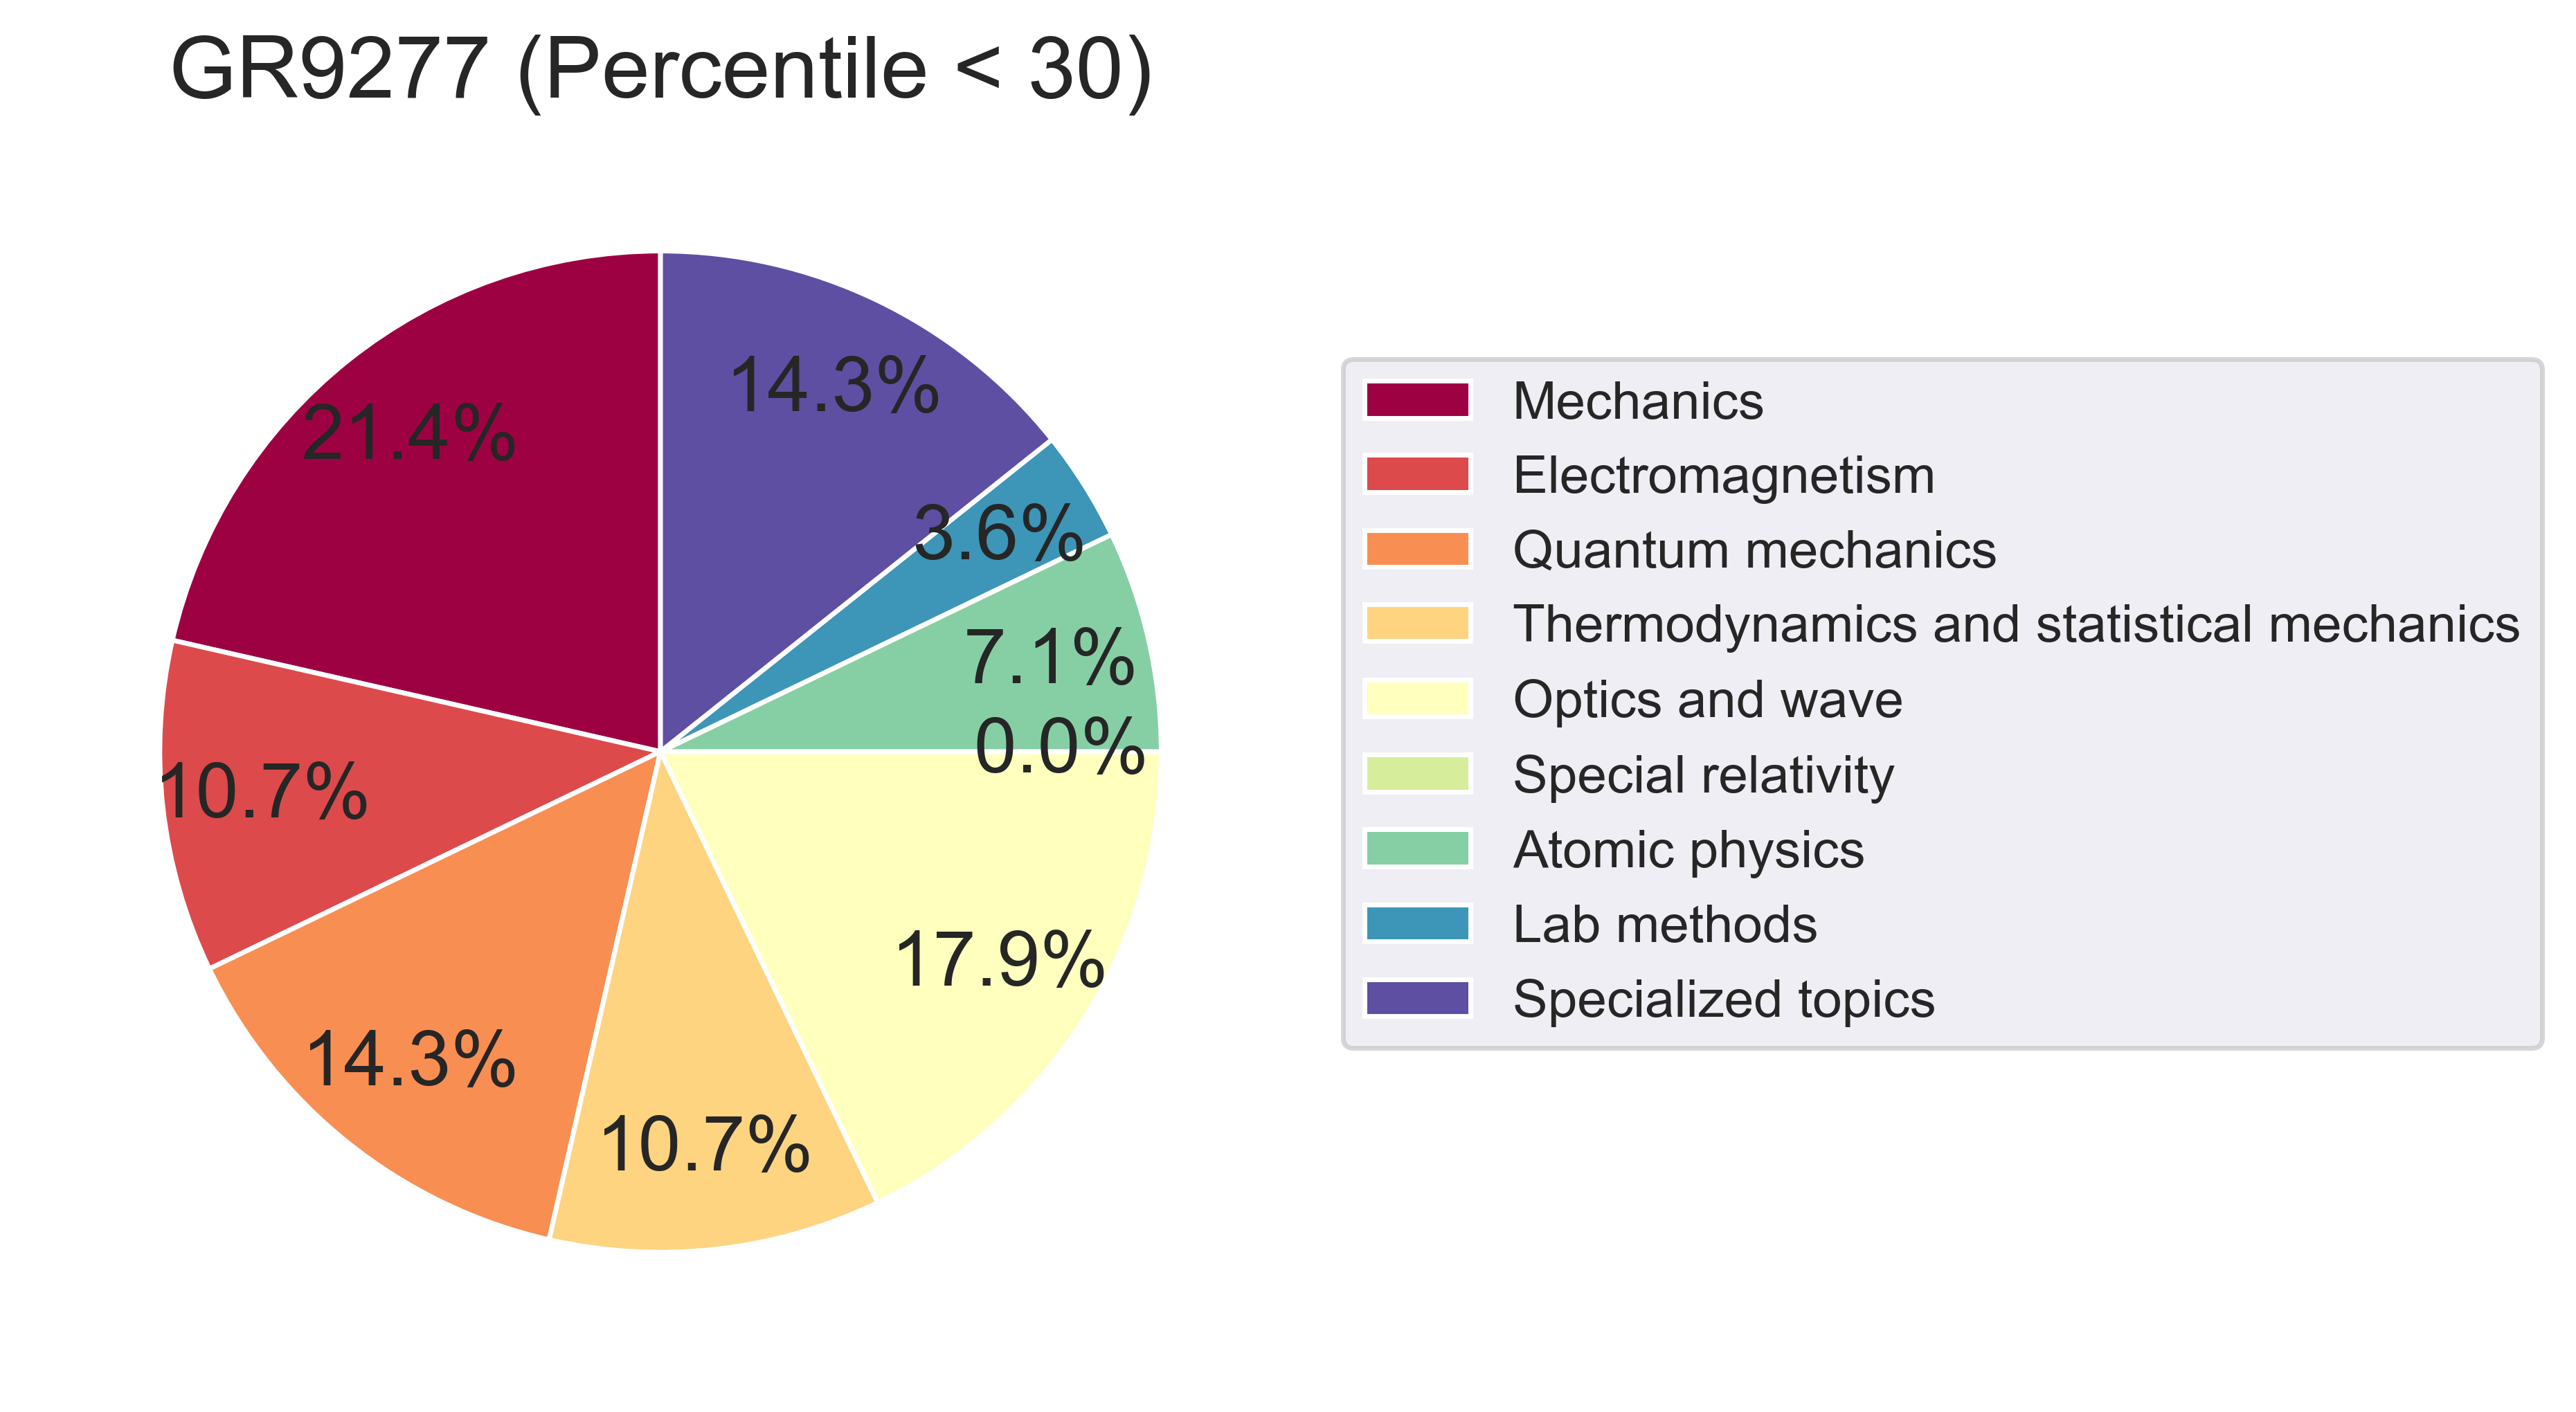 GR9277 (Percentile < 30)
14.3%
21.4%
3.6%
7.1%
0.0%
10.7%
17.9%
14.3%
10.7%
Mechanics
Electromagnetism
Quantum mechanics
Thermodynamics and statistical mechanics
Optics and wave
Special relativity
Atomic physics
Lab methods
Specialized topics